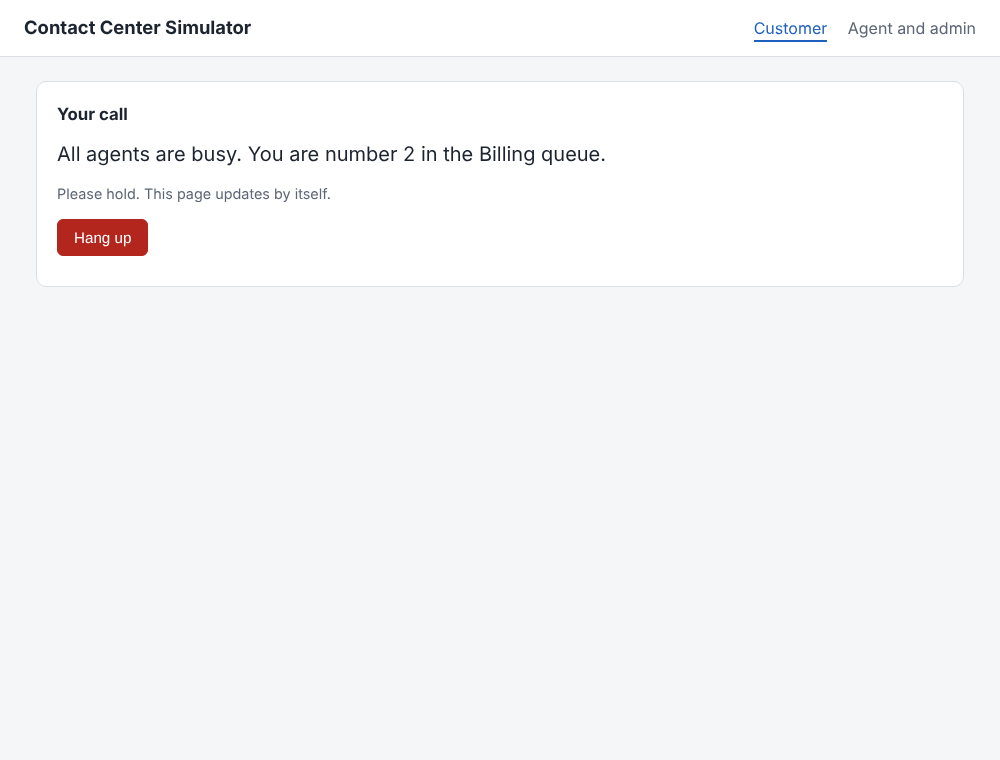 Contact Center Simulator
Customer
Agent and admin
Your call
All agents are busy. You are number 2 in the Billing queue.
Please hold. This page updates by itself.
Hang up